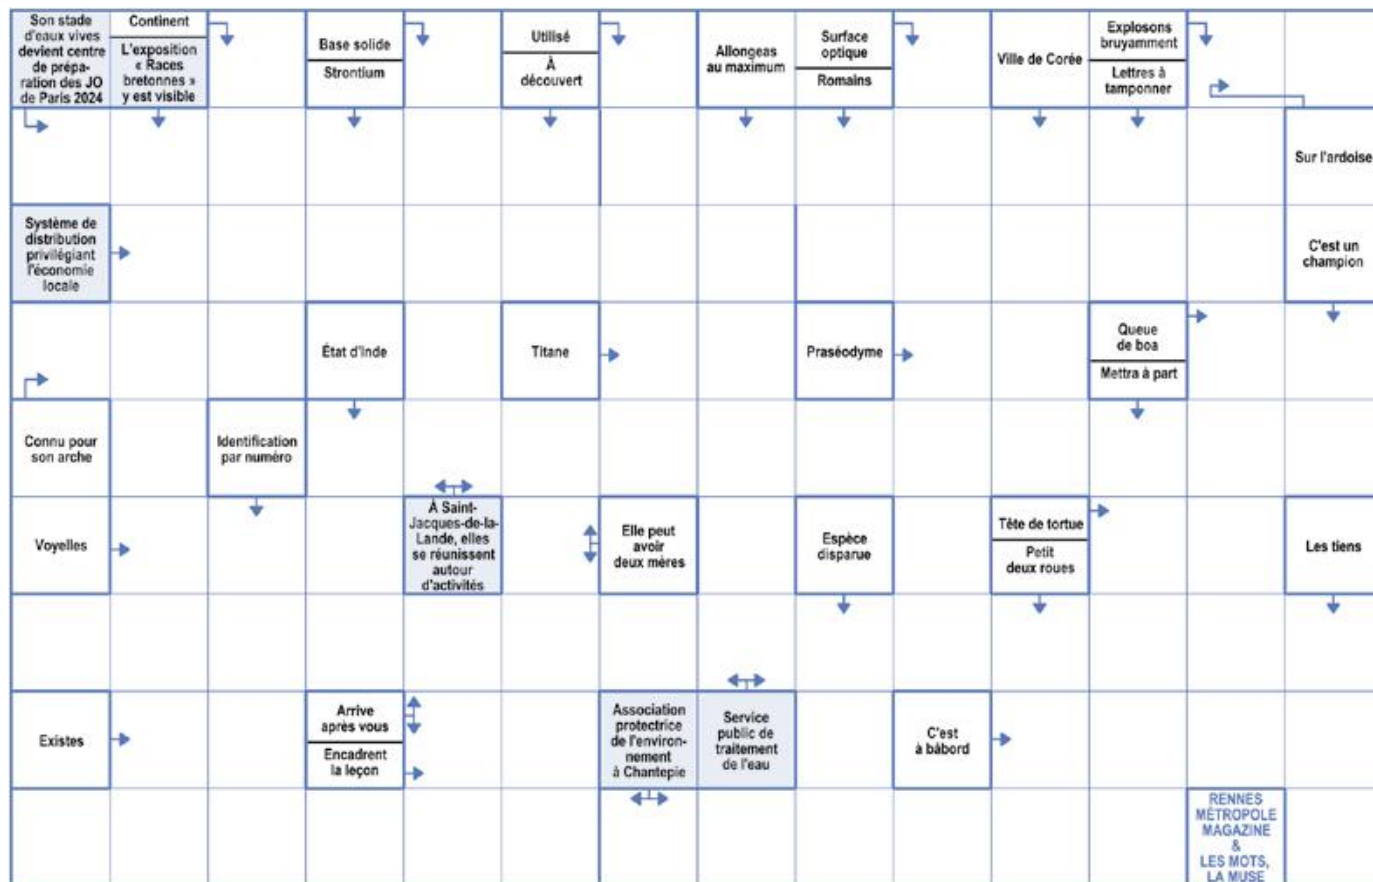 Son stade
d'eaux vives
devient centre
de prépa-
ration des JO
de Paris 2024
Continent
L'exposition
« Races
bretonnes »
y est visible
Base solide
Strontium
Utilisé
À
découvert
Allongeas
au maximum
Surface
optique
Romains
Ville de Corée
Explosons
bruyamment
Lettres à
tamponner
Sur l'ardoise
Système de
distribution
privilégiant
l'économie
locale
C'est un
champion
État d'Inde
Titane
Praséodyme
Queue
de boa
Mettra à part
Connu pour
son arche
Identification
par numéro
Voyelles
À Saint-
Jacques-de-la-
Lande, elles
se réunissent
autour
d'activités
Elle peut
avoir
deux mères
Espèce
disparue
Tête de tortue
Petit
deux roues
Les tiens
Existes
Arrive
après vous
Encadrent
la leçon
Association
protectrice
de l'environ-
nement
à Chantepie
Service
public de
traitement
de l'eau
C'est
à bâbord
RENNES
MÉTROPOLE
MAGAZINE
&
LES MOTS,
LA MUSE